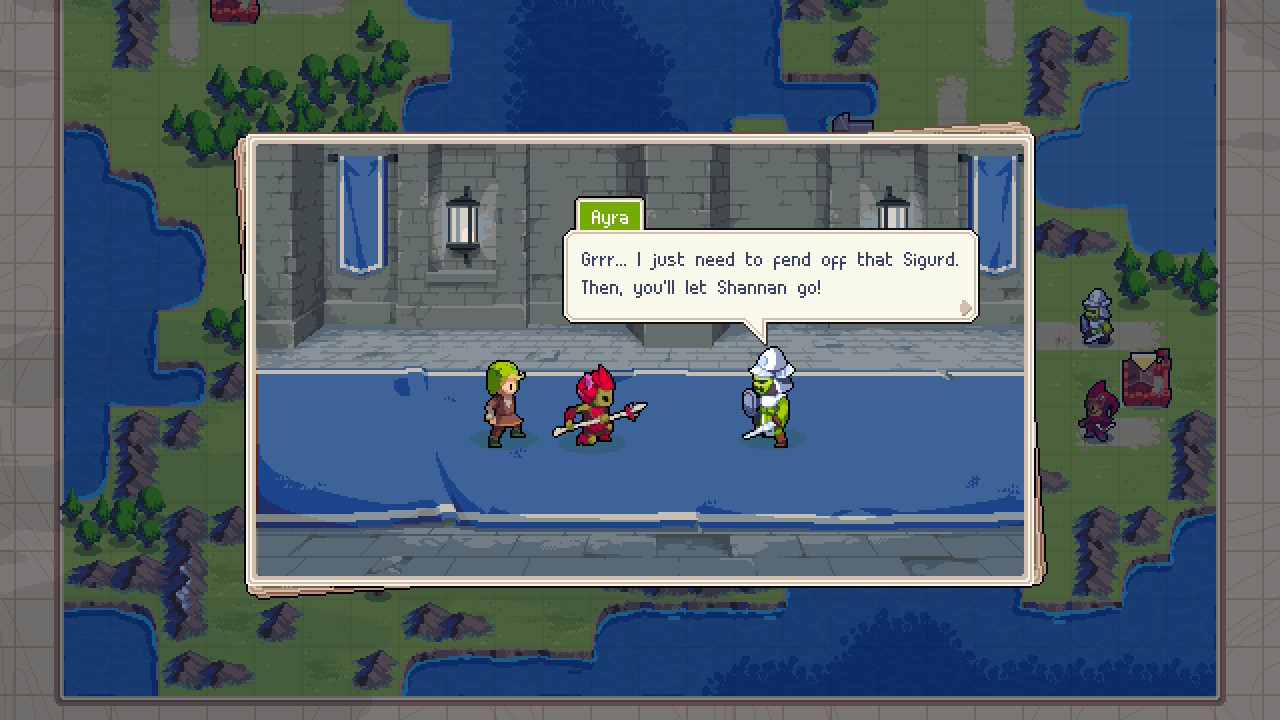 Ayra
Grrr... I just need to fend off that Sigurd.
Then, you'll let Shannan go!